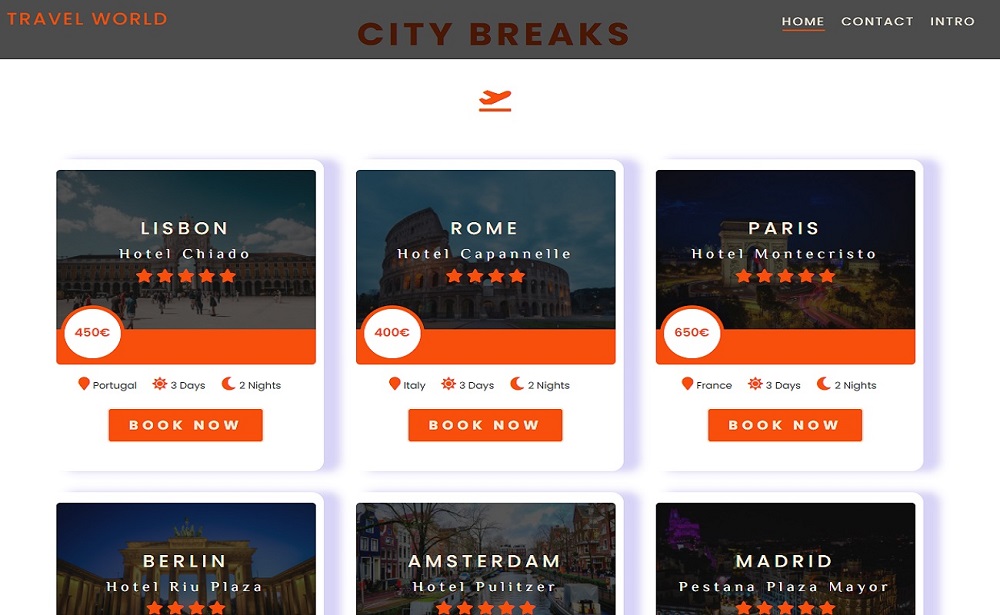 TRAVEL WORLD
CITY BREAKS
HOME CONTACT INTRO
LISBON
Hotel Chiado
450€
Portugal 3 Days 2 Nights
BOOK NOW
ROME
Hotel Capannelle
400€
Italy 3 Days 2 Nights
BOOK NOW
PARIS
Hotel Montecristo
650€
France 3 Days 2 Nights
BOOK NOW
BERLIN
Hotel Riu Plaza
AMSTERDAM
Hotel Pulitzer
MADRID
Pestana Plaza Mayor